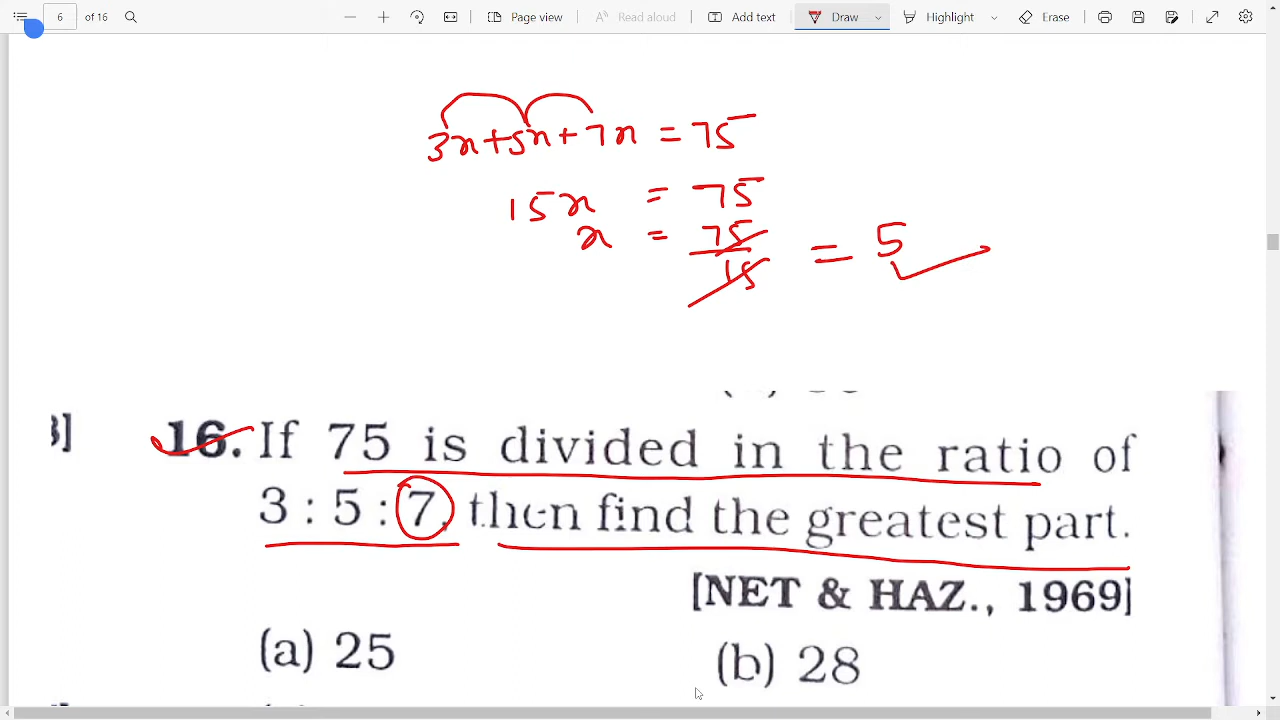 6 of 16 Page view Read aloud Add text Draw Highlight Erase
3x+5x+7x = 75
15x = 75
x = 75/15 = 5
16. If 75 is divided in the ratio of
3 : 5 : 7, then find the greatest part.
[NET & HAZ., 1969]
(a) 25 (b) 28